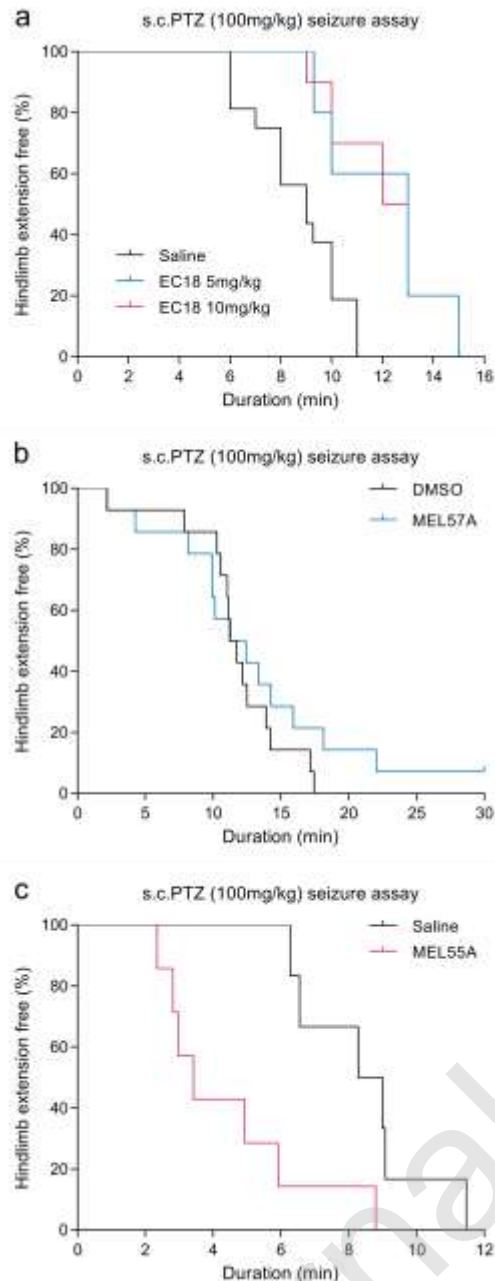 a
s.c.PTZ (100mg/kg) seizure assay
Hindlimb extension free (%)
100
80
60
40
20
0
Saline
EC18 5mg/kg
EC18 10mg/kg
0 2 4 6 8 10 12 14 16
Duration (min)
b
s.c.PTZ (100mg/kg) seizure assay
Hindlimb extension free (%)
100
80
60
40
20
0
DMSO
MEL57A
0 5 10 15 20 25 30
Duration (min)
c
s.c.PTZ (100mg/kg) seizure assay
Hindlimb extension free (%)
100
80
60
40
20
0
Saline
MEL55A
0 2 4 6 8 10 12
Duration (min)